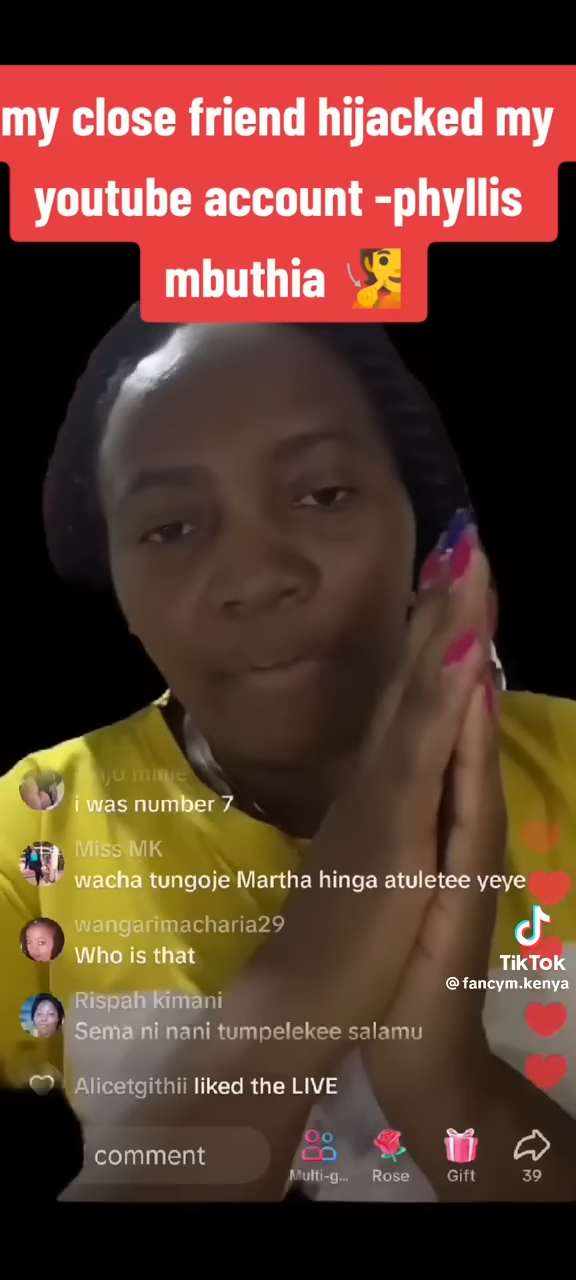 my close friend hijacked my
youtube account -phyllis
mbuthia
i was number 7
Miss MK
wacha tungoje Martha hinga atuletee yeye
wangarimacharia29
Who is that
TikTok
@fancym.kenya
Rispah kimani
Sema ni nani tumpelekee salamu
Alicetgithii liked the LIVE
comment
Multi-g...
Rose
Gift
39